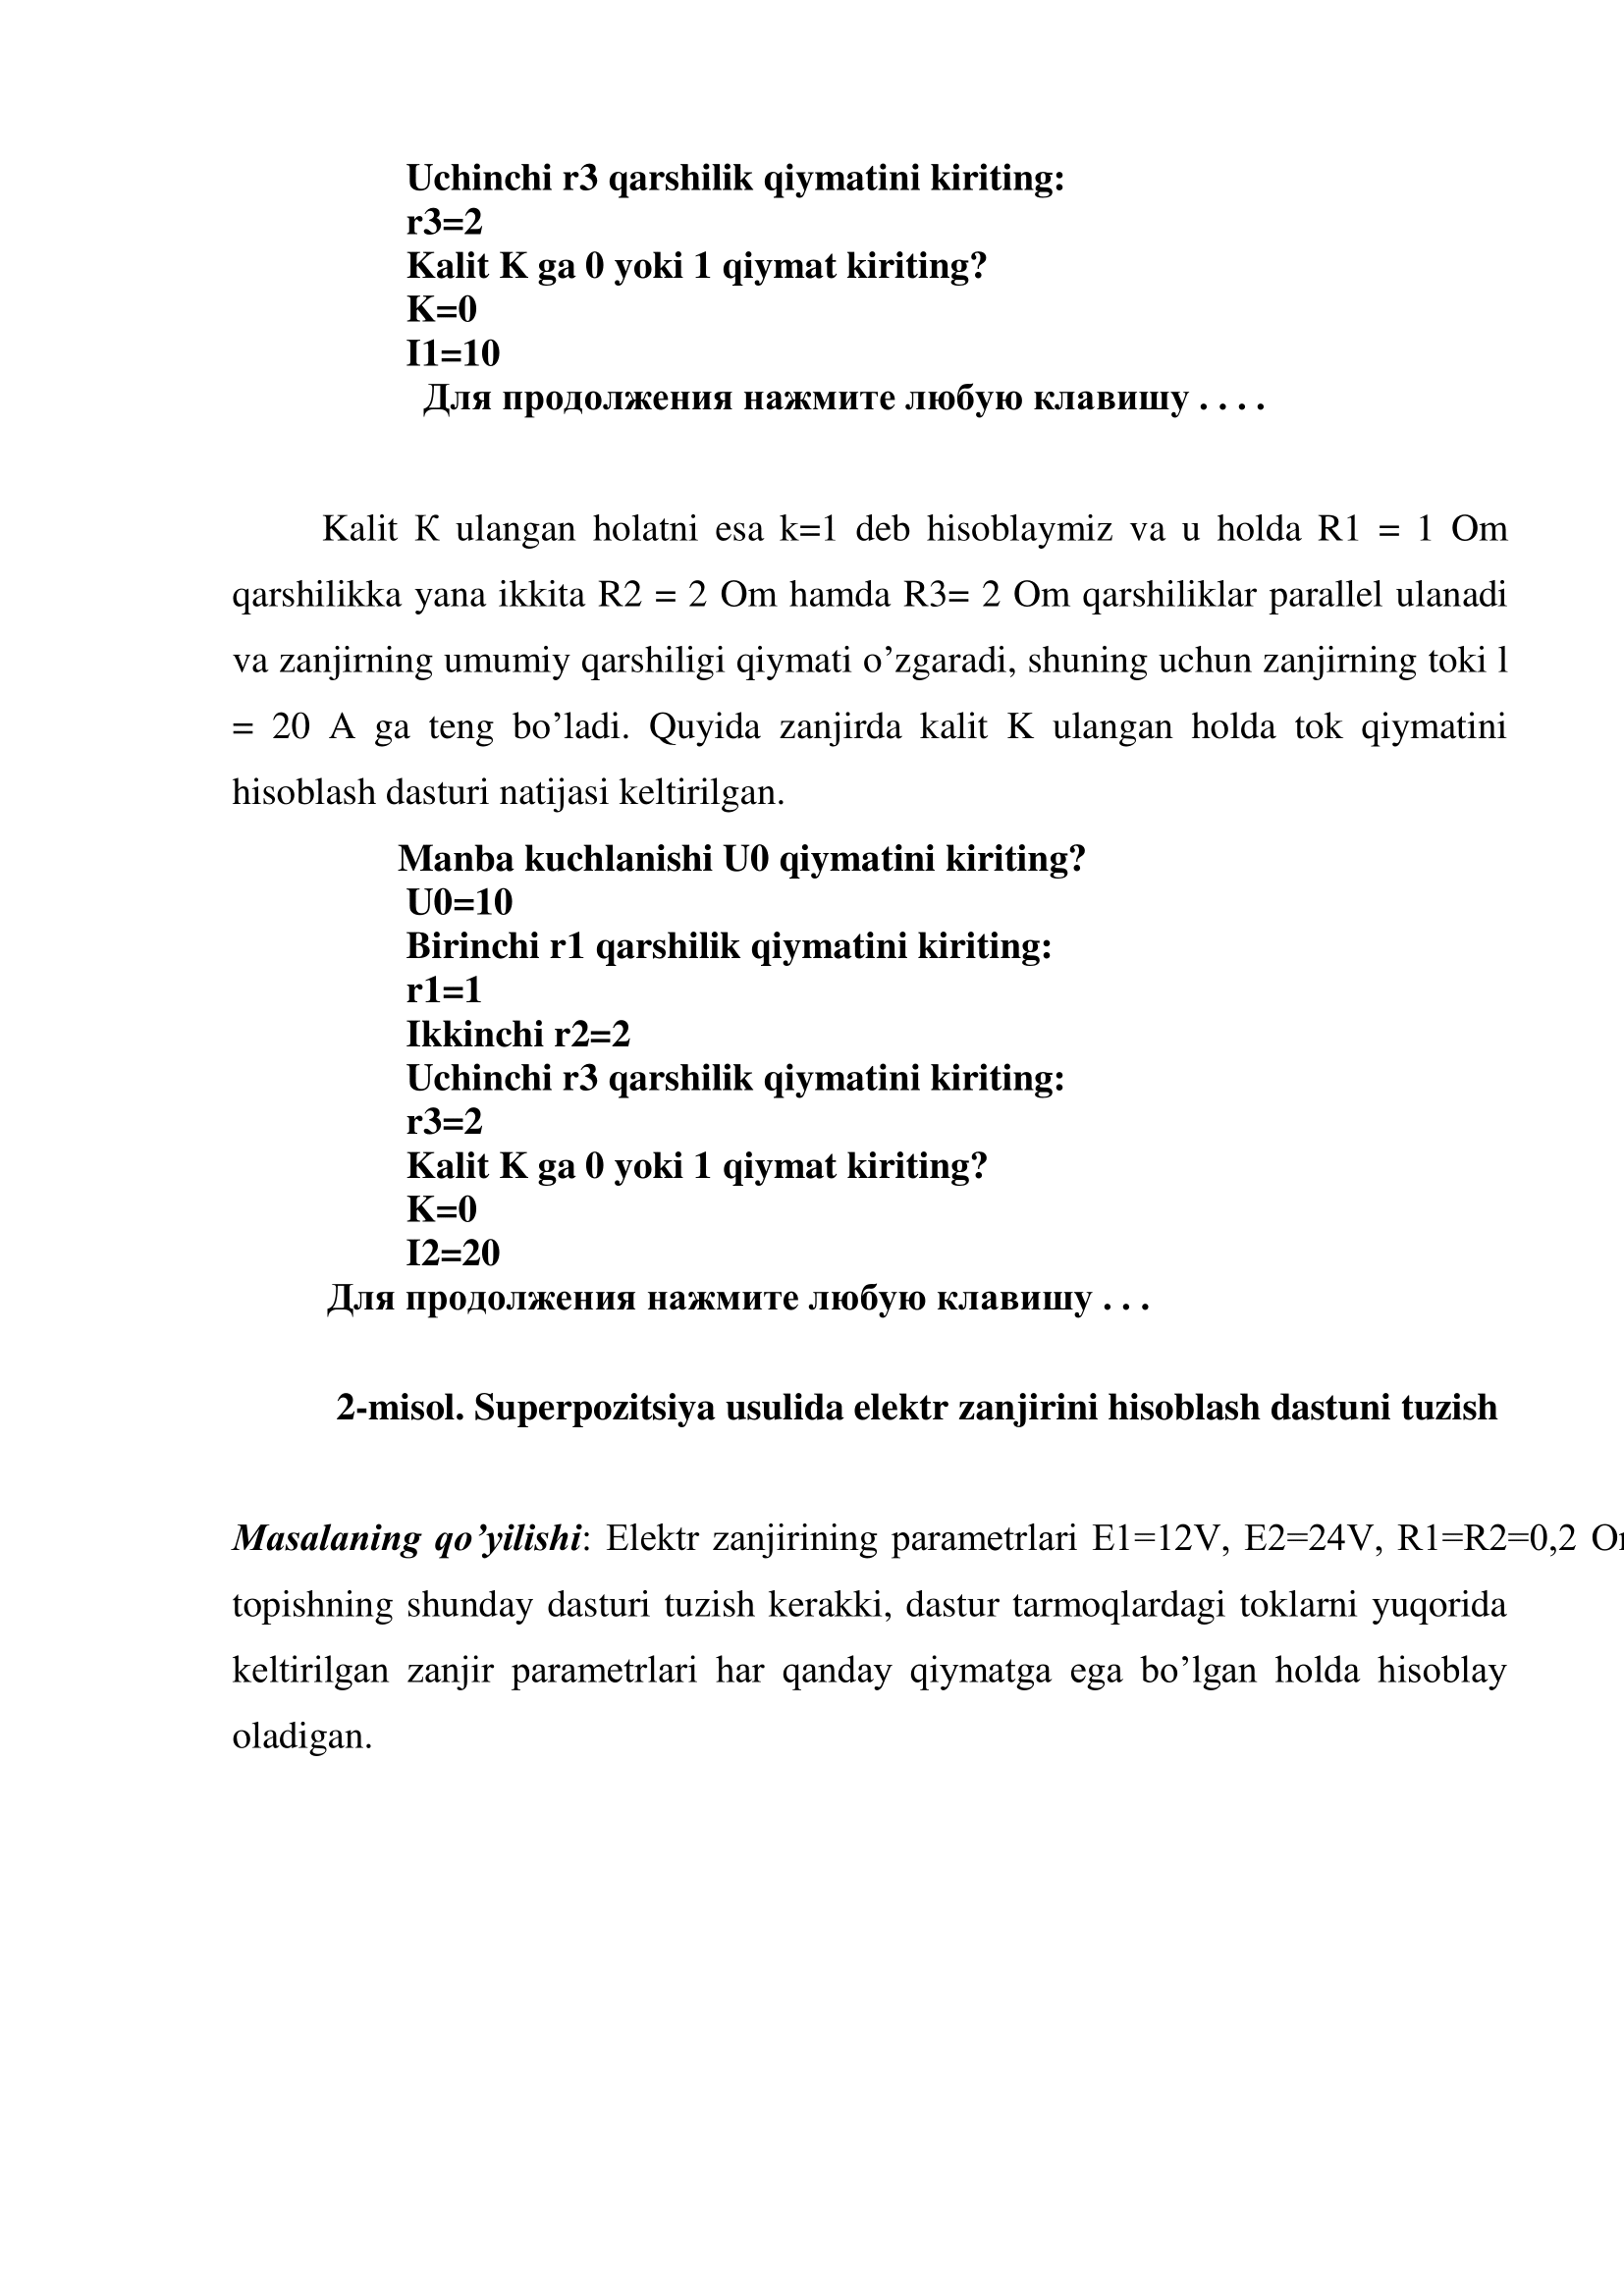 Uchinchi r3 qarshilik qiymatini kiriting:
r3=2
Kalit K ga 0 yoki 1 qiymat kiriting?
K=0
I1=10
Для продолжения нажмите любую клавишу . . . .
Kalit К ulangan holatni esa k=1 deb hisoblaymiz va u holda R1 = 1 Om
qarshilikka yana ikkita R2 = 2 Om hamda R3= 2 Om qarshiliklar parallel ulanadi
va zanjirning umumiy qarshiligi qiymati o’zgaradi, shuning uchun zanjirning toki l
= 20 A ga teng bo’ladi. Quyida zanjirda kalit K ulangan holda tok qiymatini
hisoblash dasturi natijasi keltirilgan.
Manba kuchlanishi U0 qiymatini kiriting?
U0=10
Birinchi r1 qarshilik qiymatini kiriting:
r1=1
Ikkinchi r2=2
Uchinchi r3 qarshilik qiymatini kiriting:
r3=2
Kalit K ga 0 yoki 1 qiymat kiriting?
K=0
I2=20
Для продолжения нажмите любую клавишу . . .
2-misol. Superpozitsiya usulida elektr zanjirini hisoblash dastuni tuzish
Masalaning qo’yilishi: Elektr zanjirining parametrlari E1=12V, E2=24V, R1=R2=0,2
topishning shunday dasturi tuzish kerakki, dastur tarmoqlardagi toklarni yuqorida
keltirilgan zanjir parametrlari har qanday qiymatga ega bo’lgan holda hisoblay
oladigan.